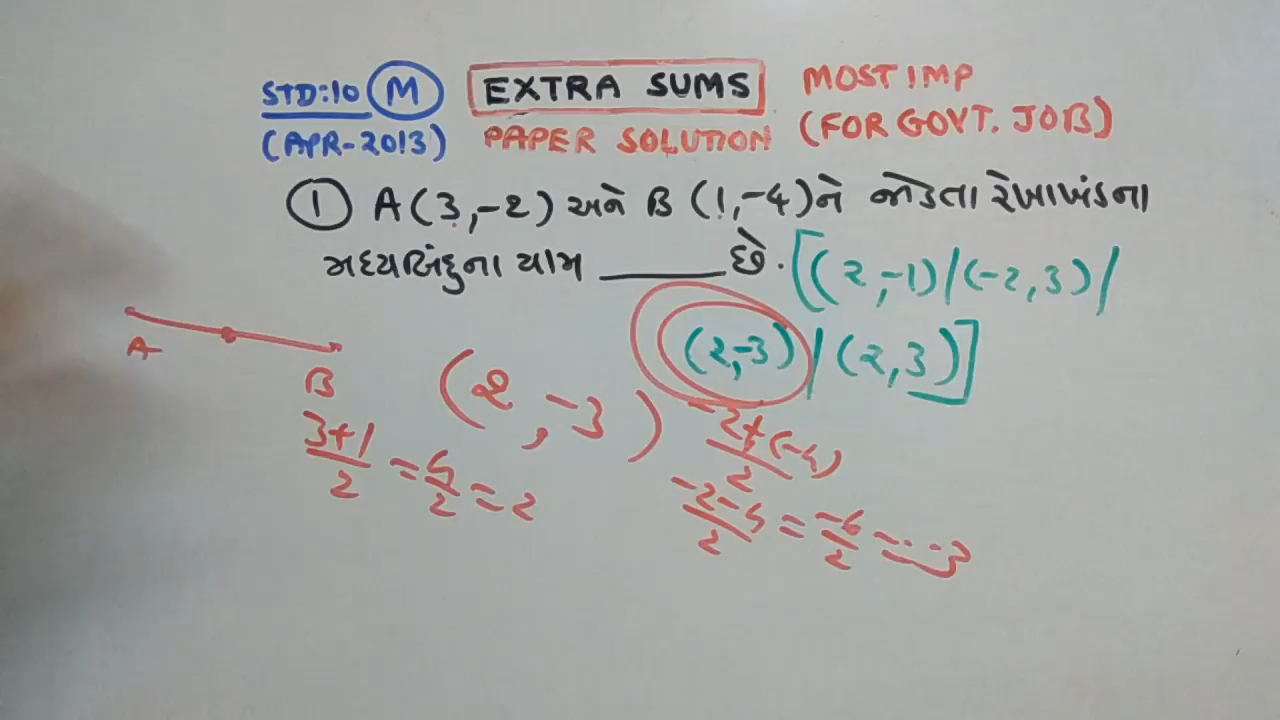 STD:10 M EXTRA SUMS MOST IMP
(APR-2013) PAPER SOLUTION (FOR GOVT. JOB)
① A(3,-2) અને B (1,-4)ને જોડતા રેખાખંડના
મધ્યબિંદુના યામ ______ છે. [(2,-1)/(-2,3)/
(2,-3)/(2,3)]
A
B
(2,-3)
3+1/2 = 4/2 = 2
-2+(-4)/2
-2-4/2 = -6/2 = -3